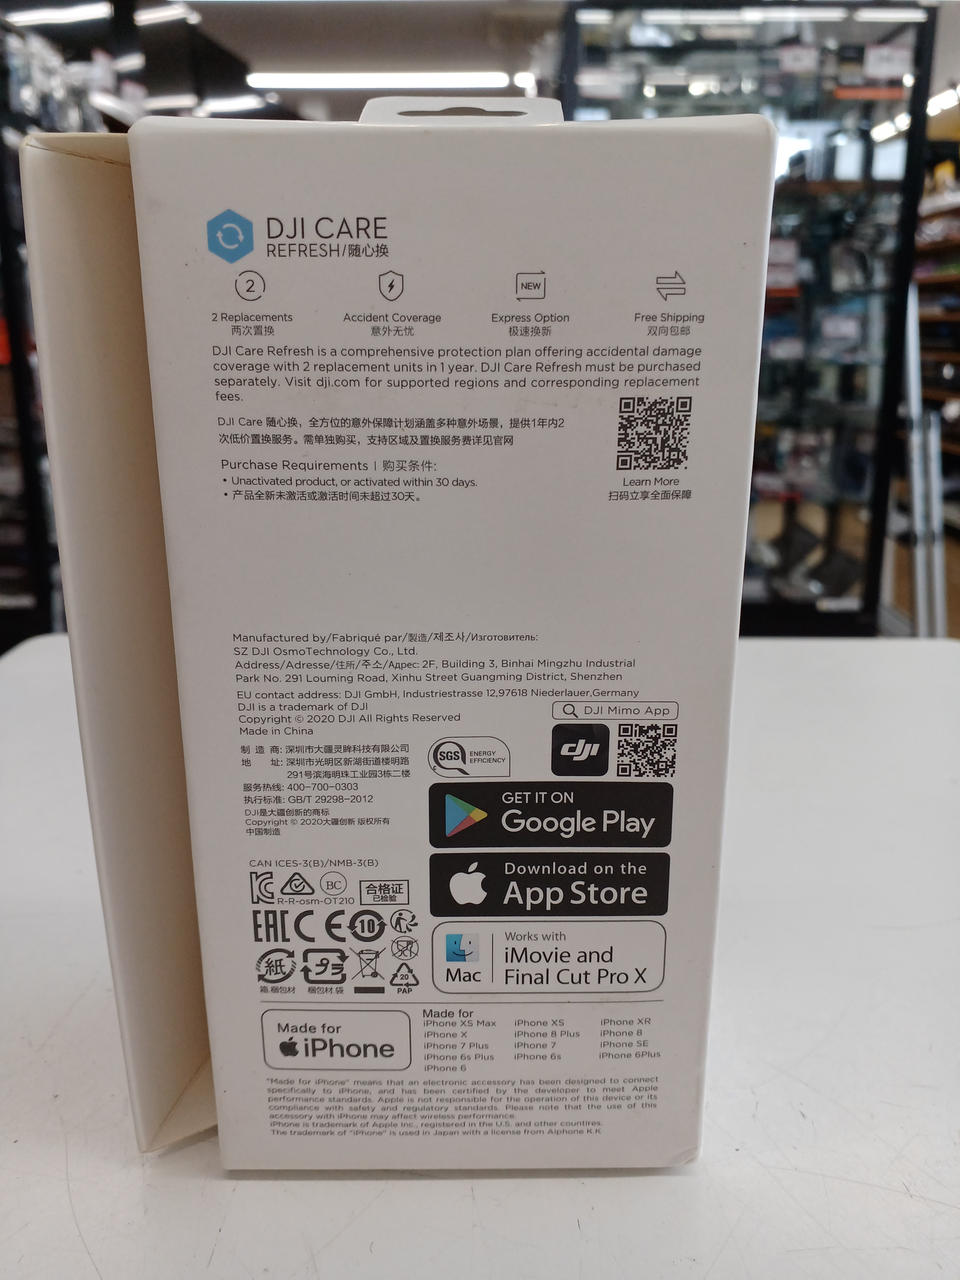 DJI CARE
REFRESH/随心换
2
NEW
2 Replacements
两次置换
Accident Coverage
意外无忧
Express Option
极速换新
Free Shipping
双向包邮
DJI Care Refresh is a comprehensive protection plan offering accidental damage
coverage with 2 replacement units in 1 year. DJI Care Refresh must be purchased
separately. Visit dji.com for supported regions and corresponding replacement
fees.
DJI Care 随心换，全方位的意外保障计划涵盖多种意外场景，提供1年内2
次低价置换服务。需单独购买，支持区域及置换服务费详见官网
Purchase Requirements | 购买条件:
• Unactivated product, or activated within 30 days.
• 产品全新未激活或激活时间未超过30天。
Learn More
扫码立享全面保障
Manufactured by/Fabriqué par/製造/제조사/Изготовитель:
SZ DJI OsmoTechnology Co., Ltd.
Address/Adresse/住所/주소/Адрес: 2F, Building 3, Binhai Mingzhu Industrial
Park No. 291 Louming Road, Xinhu Street Guangming District, Shenzhen
EU contact address: DJI GmbH, Industriestrasse 12,97618 Niederlauer,Germany
DJI is a trademark of DJI
Copyright © 2020 DJI All Rights Reserved
Made in China
DJI Mimo App
制 造 商: 深圳市大疆灵眸科技有限公司
地 址: 深圳市光明区新湖街道楼明路
291号滨海明珠工业园3栋二楼
服务热线: 400-700-0303
执行标准: GB/T 29298-2012
DJI是大疆创新的商标
Copyright © 2020大疆创新 版权所有
中国制造
SGS ENERGY
EFFICIENCY
dji
GET IT ON
Google Play
Download on the
App Store
Works with
iMovie and
Final Cut Pro X
Mac
CAN ICES-3(B)/NMB-3(B)
BC
R-R-osm-OT210
合格证
已检验
EAC CE 10
紙
箱,梱包材
プラ
梱包材,袋
20
PAP
Made for
iPhone
Made for
iPhone XS Max iPhone XS iPhone XR
iPhone X iPhone 8 Plus iPhone 8
iPhone 7 Plus iPhone 7 iPhone SE
iPhone 6s Plus iPhone 6s iPhone 6Plus
iPhone 6
"Made for iPhone" means that an electronic accessory has been designed to connect
specifically to iPhone, and has been certified by the developer to meet Apple
performance standards. Apple is not responsible for the operation of this device or its
compliance with safety and regulatory standards. Please note that the use of this
accessory with iPhone may affect wireless performance.
iPhone is trademark of Apple Inc., registered in the U.S. and other countires.
The trademark of "iPhone" is used in Japan with a license from Aiphone K.K